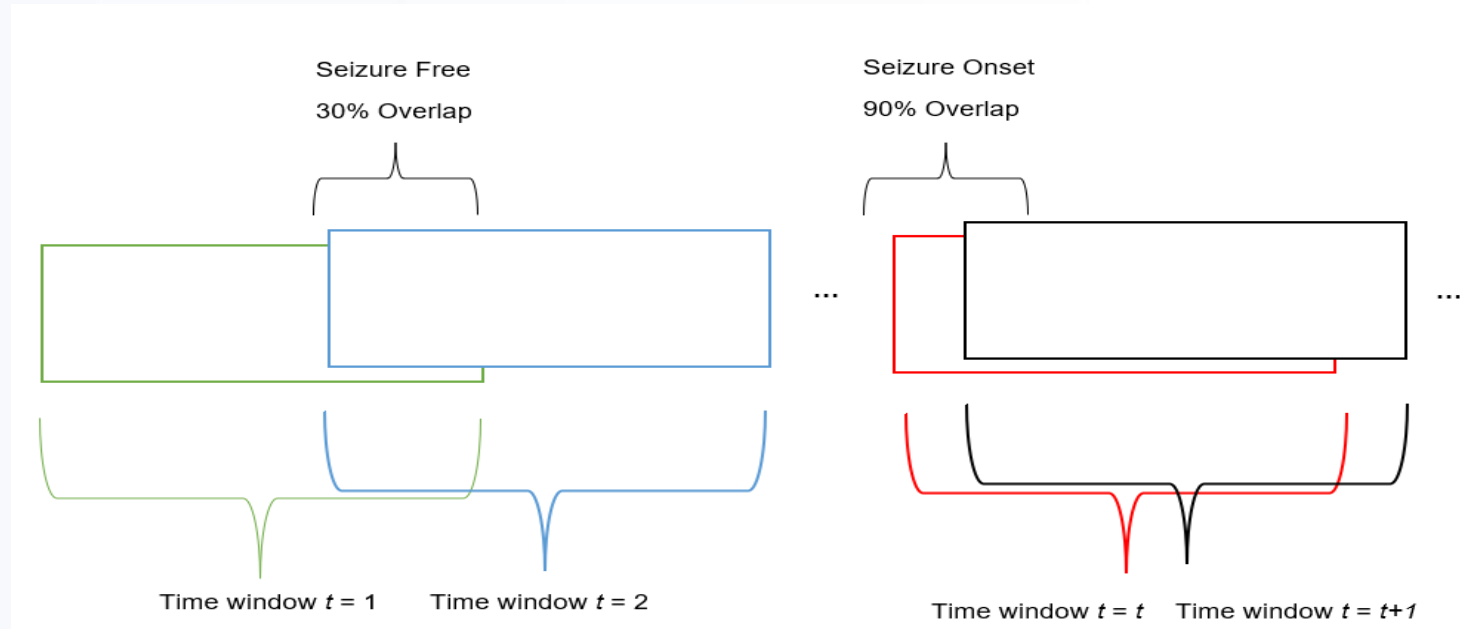 Seizure Free
30% Overlap
Seizure Onset
90% Overlap
...
...
Time window t = 1
Time window t = 2
Time window t = t
Time window t = t+1